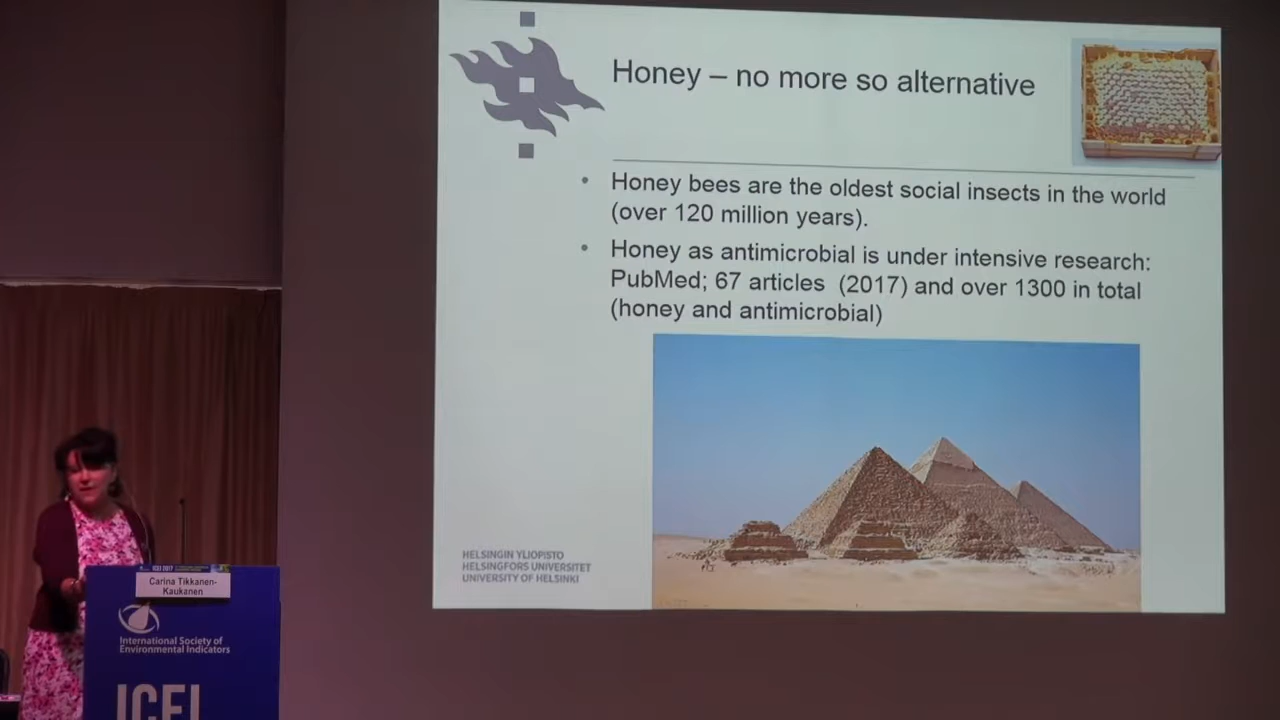 Honey – no more so alternative
• Honey bees are the oldest social insects in the world
(over 120 million years).
• Honey as antimicrobial is under intensive research:
PubMed; 67 articles (2017) and over 1300 in total
(honey and antimicrobial)
HELSINGIN YLIOPISTO
HELSINGFORS UNIVERSITET
UNIVERSITY OF HELSINKI
ICEI 2017
Carina Tikkanen-
Kaukanen
International Society of
Environmental Indicators
ICEI